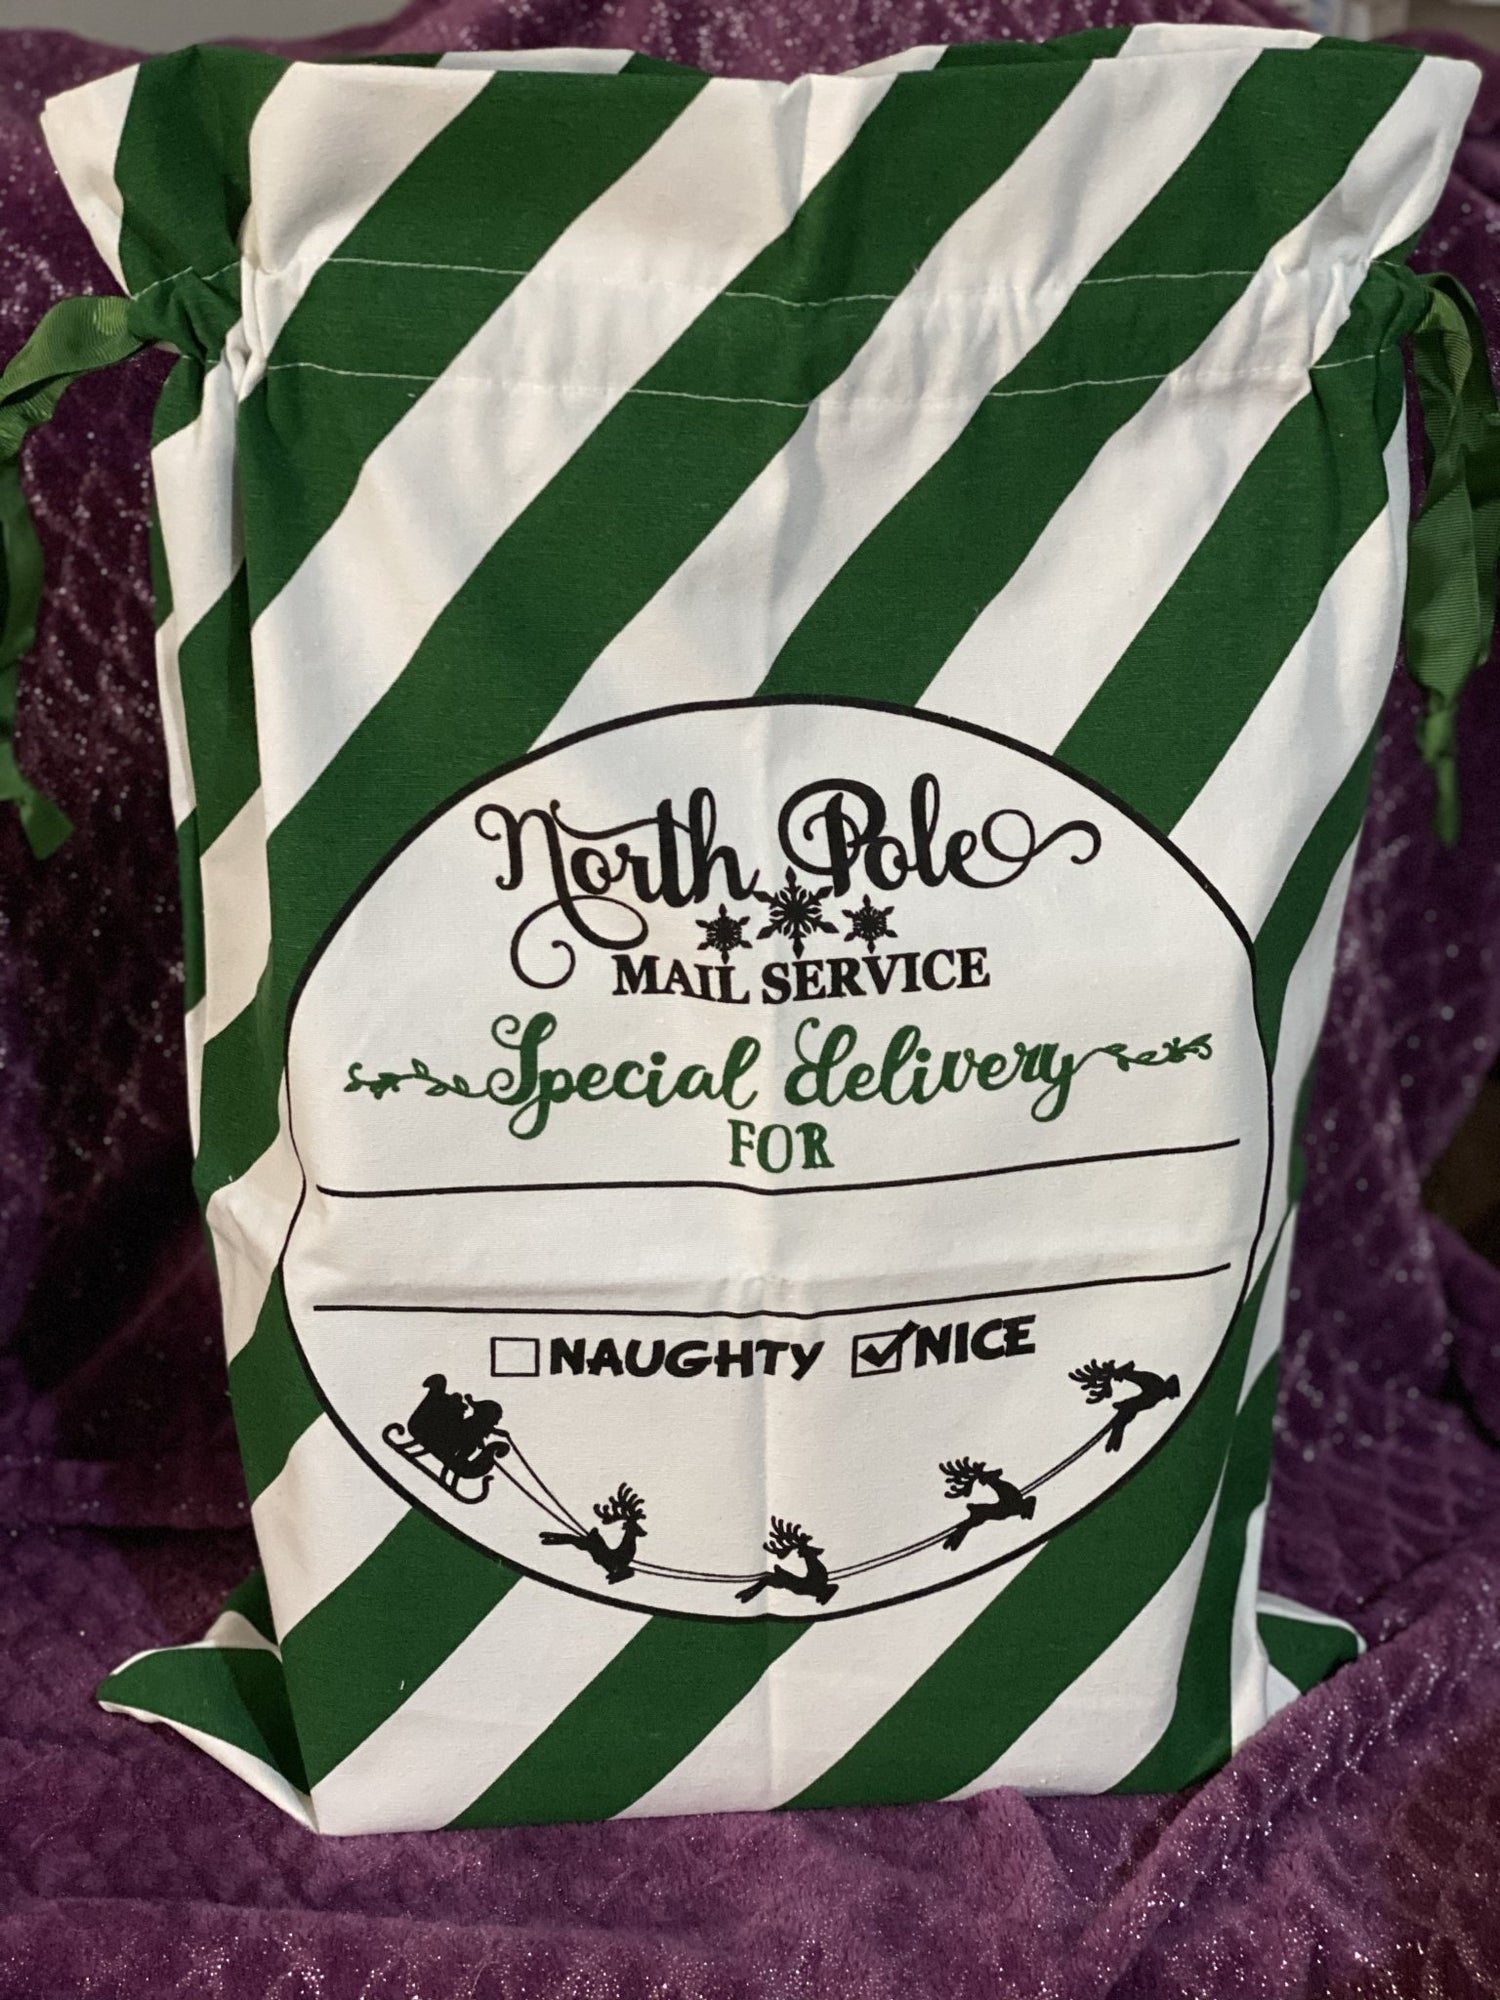 North Pole
MAIL SERVICE
Special delivery
FOR
NAUGHTY NICE